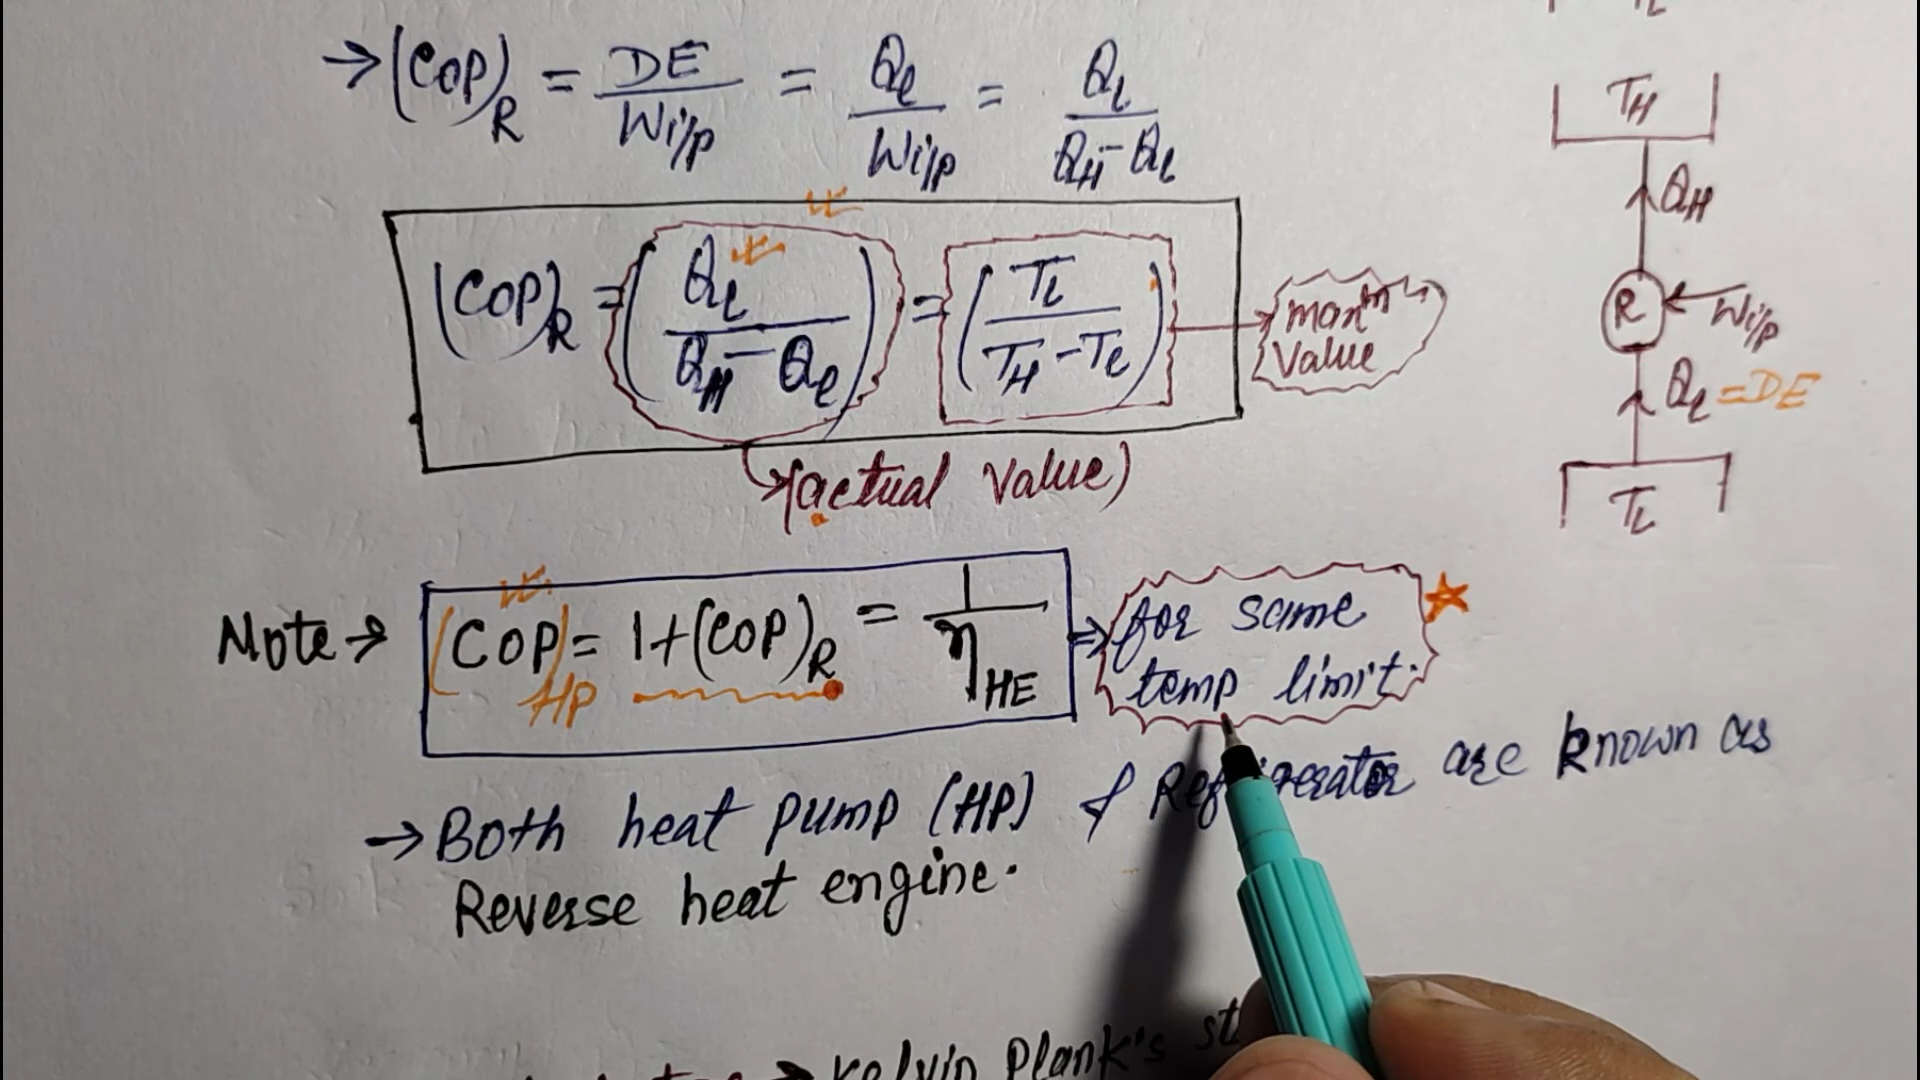 → (COP)R = DE/Wi/p = Ql/Wi/p = QL/QH-Ql
(COP)R = (QL/QH-Ql) = (TL/TH-Tl) → maxm value
→ (actual value)
Note → (COP)HP = 1+(COP)R = 1/ηHE ⇒ for same temp limit.
→ Both heat pump (HP) & Refrigerator are known as
Reverse heat engine.
→ Kelvin Plank's st
TH
QH
R ← Wi/p
Ql = DE
TL